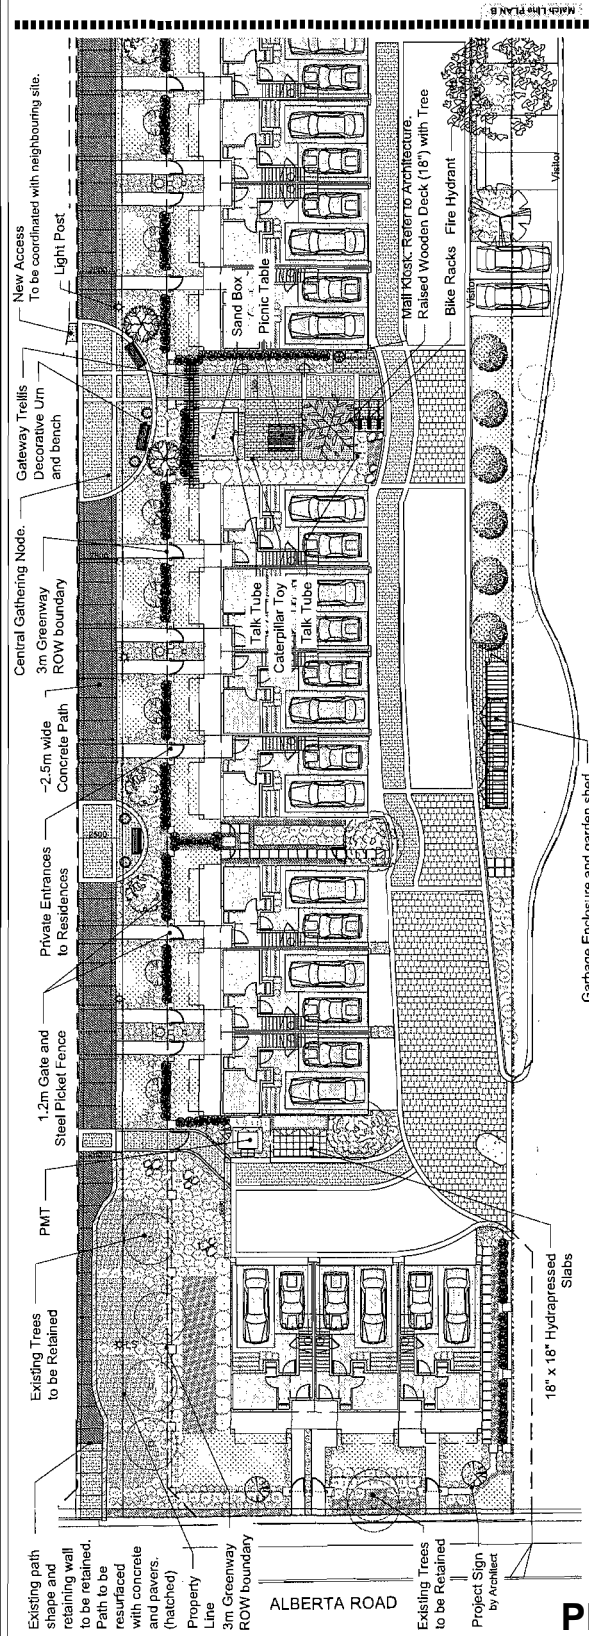 Match Line PLAN B
New Access
To be coordinated with neighbouring site.
Light Post
Gateway Trellis
Decorative Urn
and bench
Central Gathering Node.
3m Greenway
ROW boundary
~2.5m wide
Concrete Path
Private Entrances
to Residences
1.2m Gate and
Steel Picket Fence
PMT
Existing Trees
to be Retained
Existing path
shape and
retaining wall
to be retained.
Path to be
resurfaced
with concrete
and pavers.
(hatched)
Property
Line
3m Greenway
ROW boundary
ALBERTA ROAD
Existing Trees
to be Retained
Project Sign
by Architect
18" x 18" Hydrapressed
Slabs
Garbage Enclosure and garden shed
Talk Tube
Caterpillar Toy
Talk Tube
Sand Box
Picnic Table
Mail Kiosk. Refer to Architecture.
Raised Wooden Deck (18") with Tree
Bike Racks
Fire Hydrant
Visitor
Visitor
2500